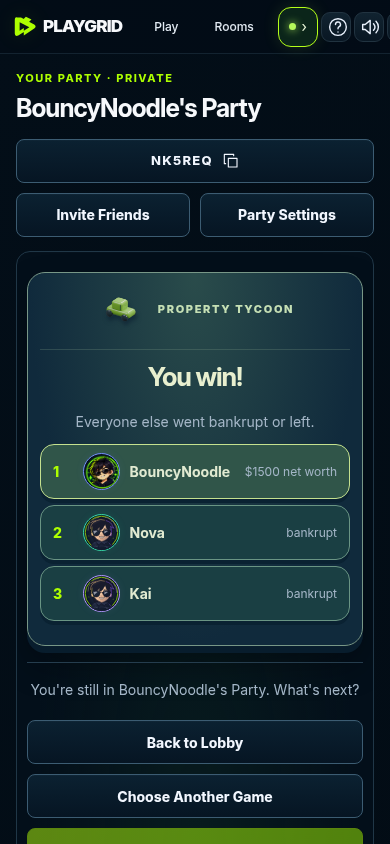 PLAYGRID
Play
Rooms
YOUR PARTY · PRIVATE
BouncyNoodle's Party
NK5REQ
Invite Friends
Party Settings
PROPERTY TYCOON
You win!
Everyone else went bankrupt or left.
1 BouncyNoodle $1500 net worth
2 Nova bankrupt
3 Kai bankrupt
You're still in BouncyNoodle's Party. What's next?
Back to Lobby
Choose Another Game